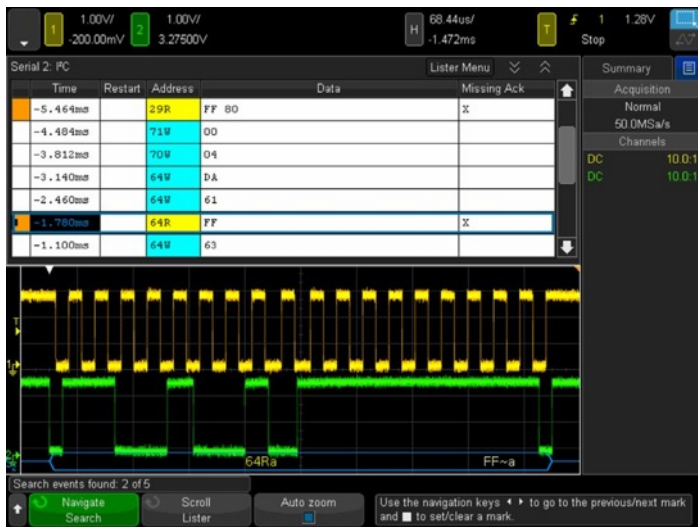 1 1.00V/ 2 1.00V/ H 68.44us/ T 1 1.28V
-200.00mV 3.27500V -1.472ms Stop
Serial 2: I²C Lister Menu Summary
Time Restart Address Data Missing Ack Acquisition
-5.464ms 29R FF 80 X Normal
-4.484ms 71W 00 50.0MSa/s
-3.812ms 70W 04 Channels
-3.140ms 64W DA DC 10.0:1
-2.460ms 64W 61 DC 10.0:1
-1.780ms 64R FF X
-1.100ms 64W 63
T
1
2
64Ra FF~a
Search events found: 2 of 5
Navigate Search
Scroll Lister
Auto zoom
Use the navigation keys to go to the previous/next mark
and to set/clear a mark.